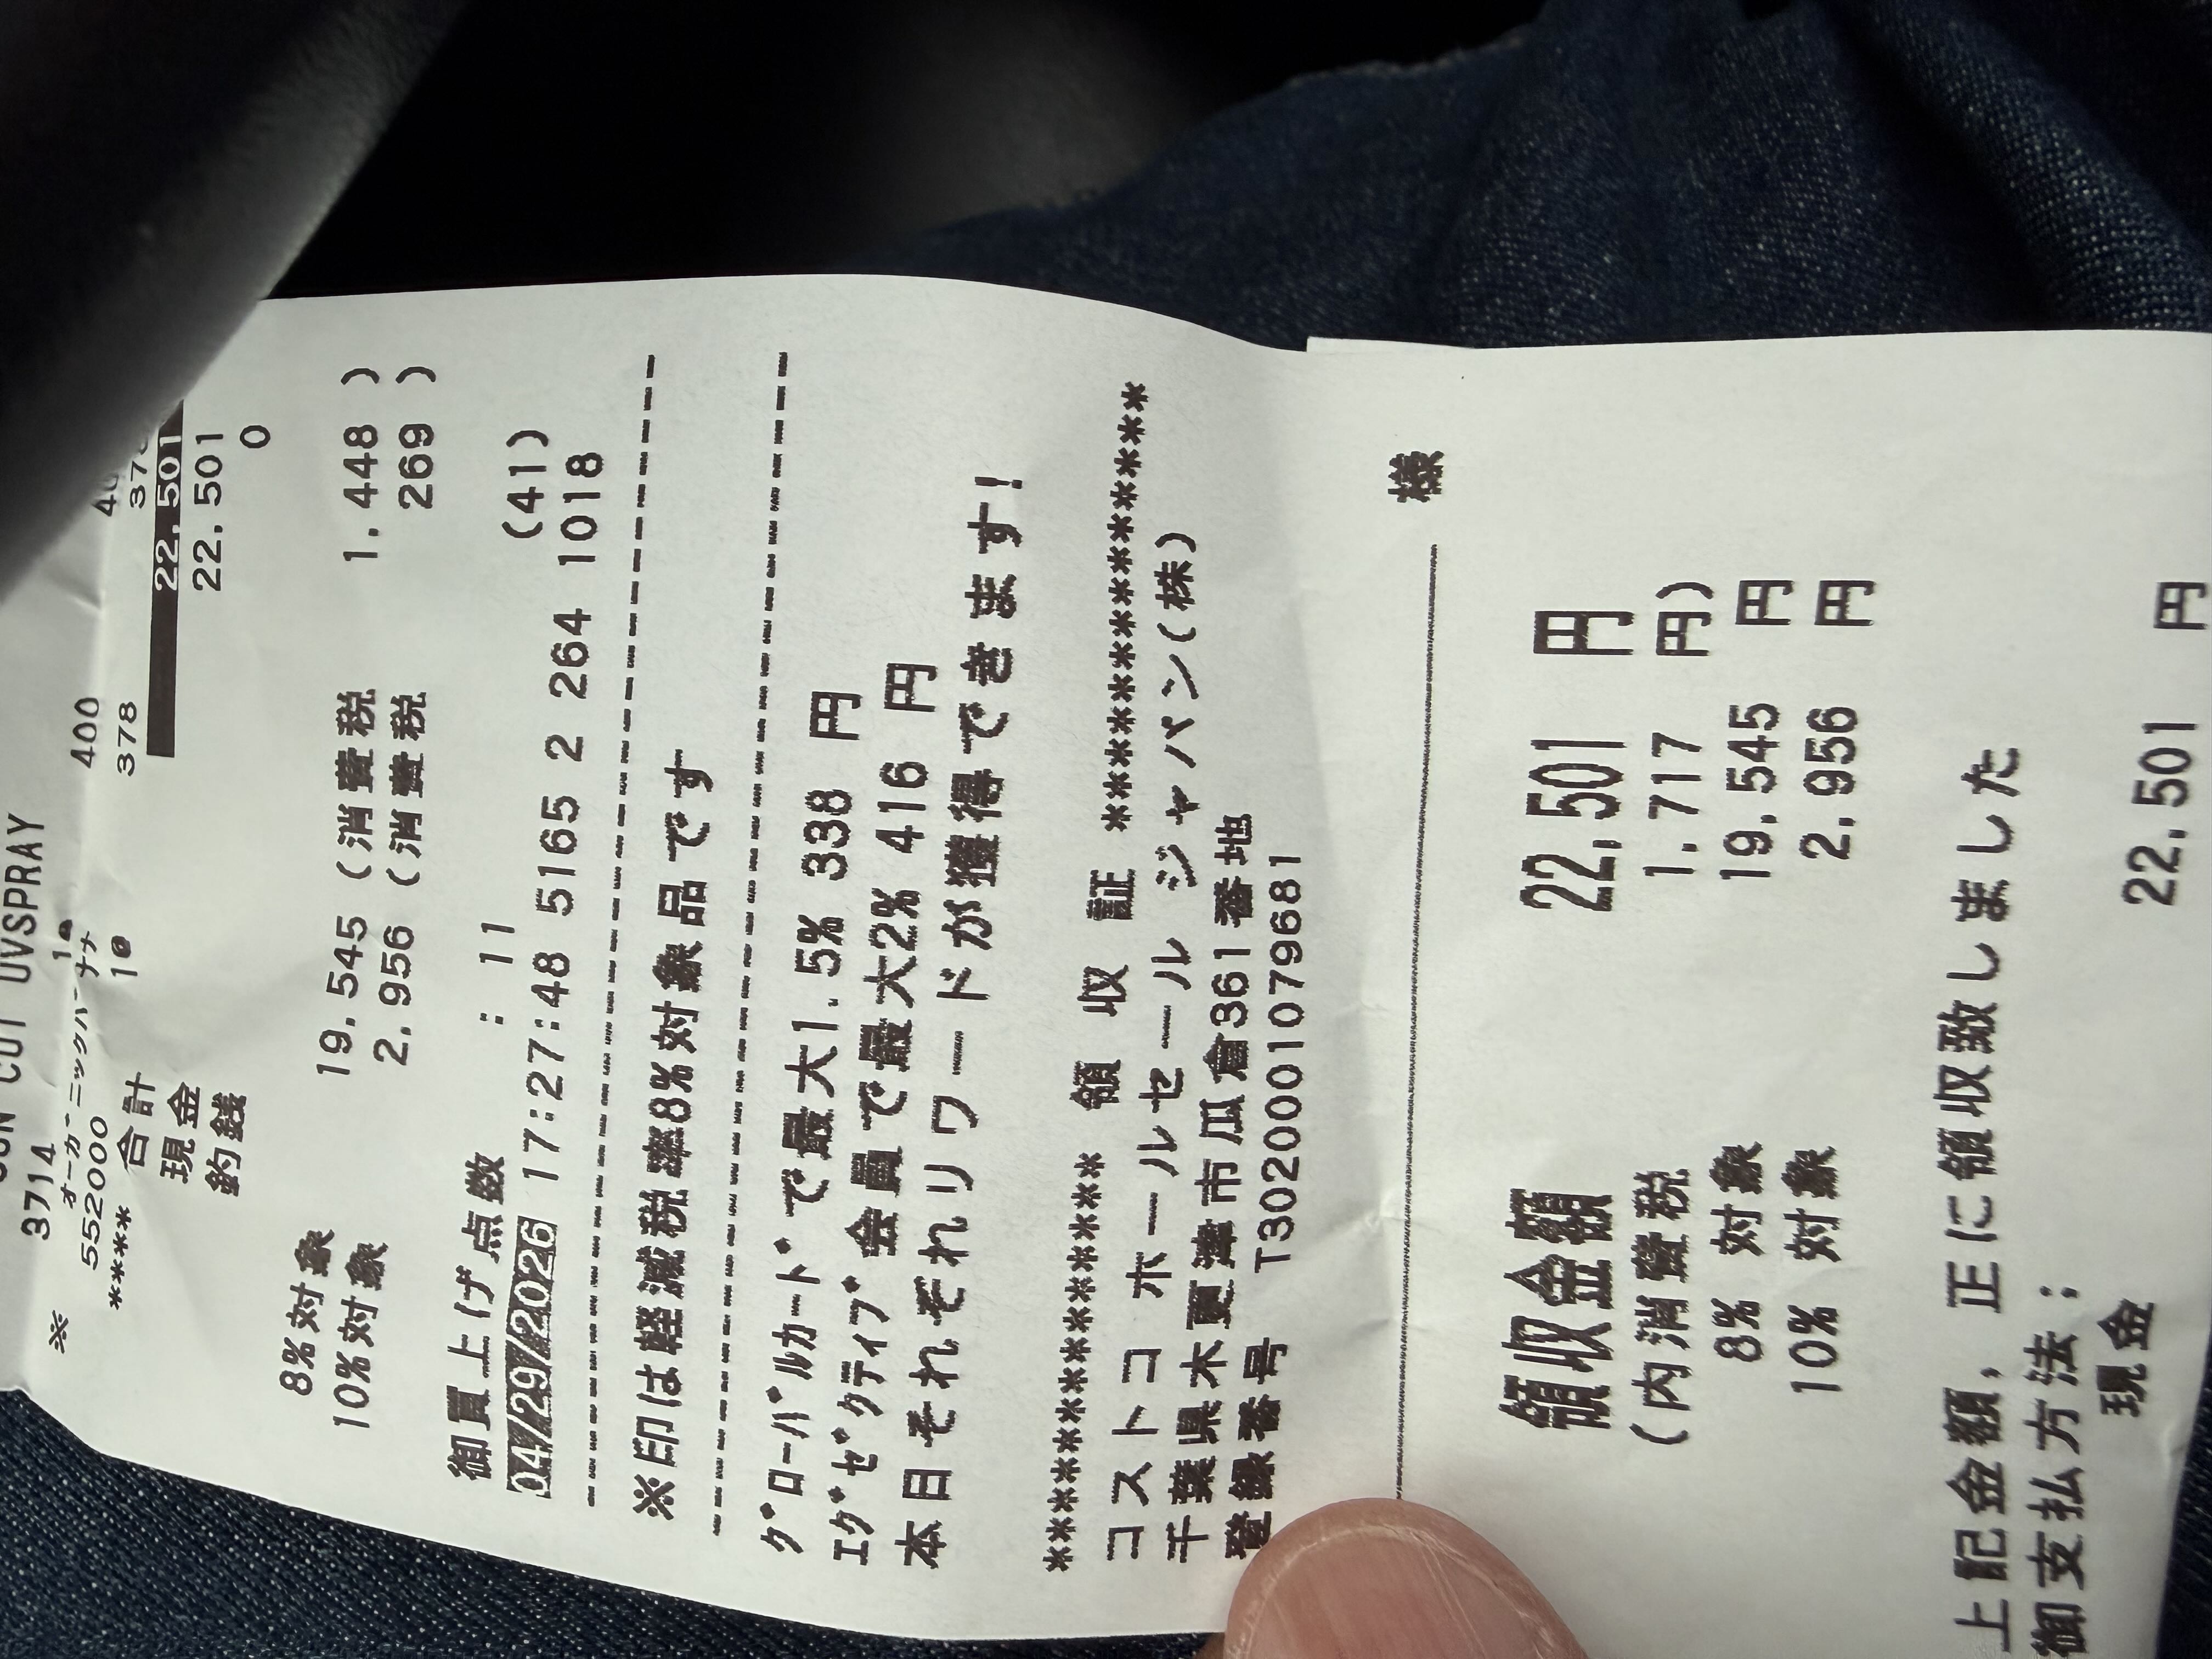 CUT UVSPRAY
3714 1@ 400 40
※ オーガニックバナナ
552000 1@ 378 378
***** 合計 22,501
現金 22,501
釣銭 0
8%対象 19,545 (消費税 1,448 )
10%対象 2,956 (消費税 269 )
御買上げ点数 : 11 (41)
04/29/2026 17:27:48 5165 2 264 1018
※印は軽減税率8%対象品です
グローバルカードで最大1.5% 338 円
エグゼクティブ会員で最大2% 416 円
本日それぞれリワードが獲得できます!
領 収 証
コストコ ホールセール ジャパン(株)
千葉県木更津市瓜倉361番地
登録番号 T3020001079681
様
領収金額 22,501 円
(内消費税 1,717 円)
8% 対象 19,545 円
10% 対象 2,956 円
上記金額、正に領収致しました
御支払方法:
現金 22,501 円